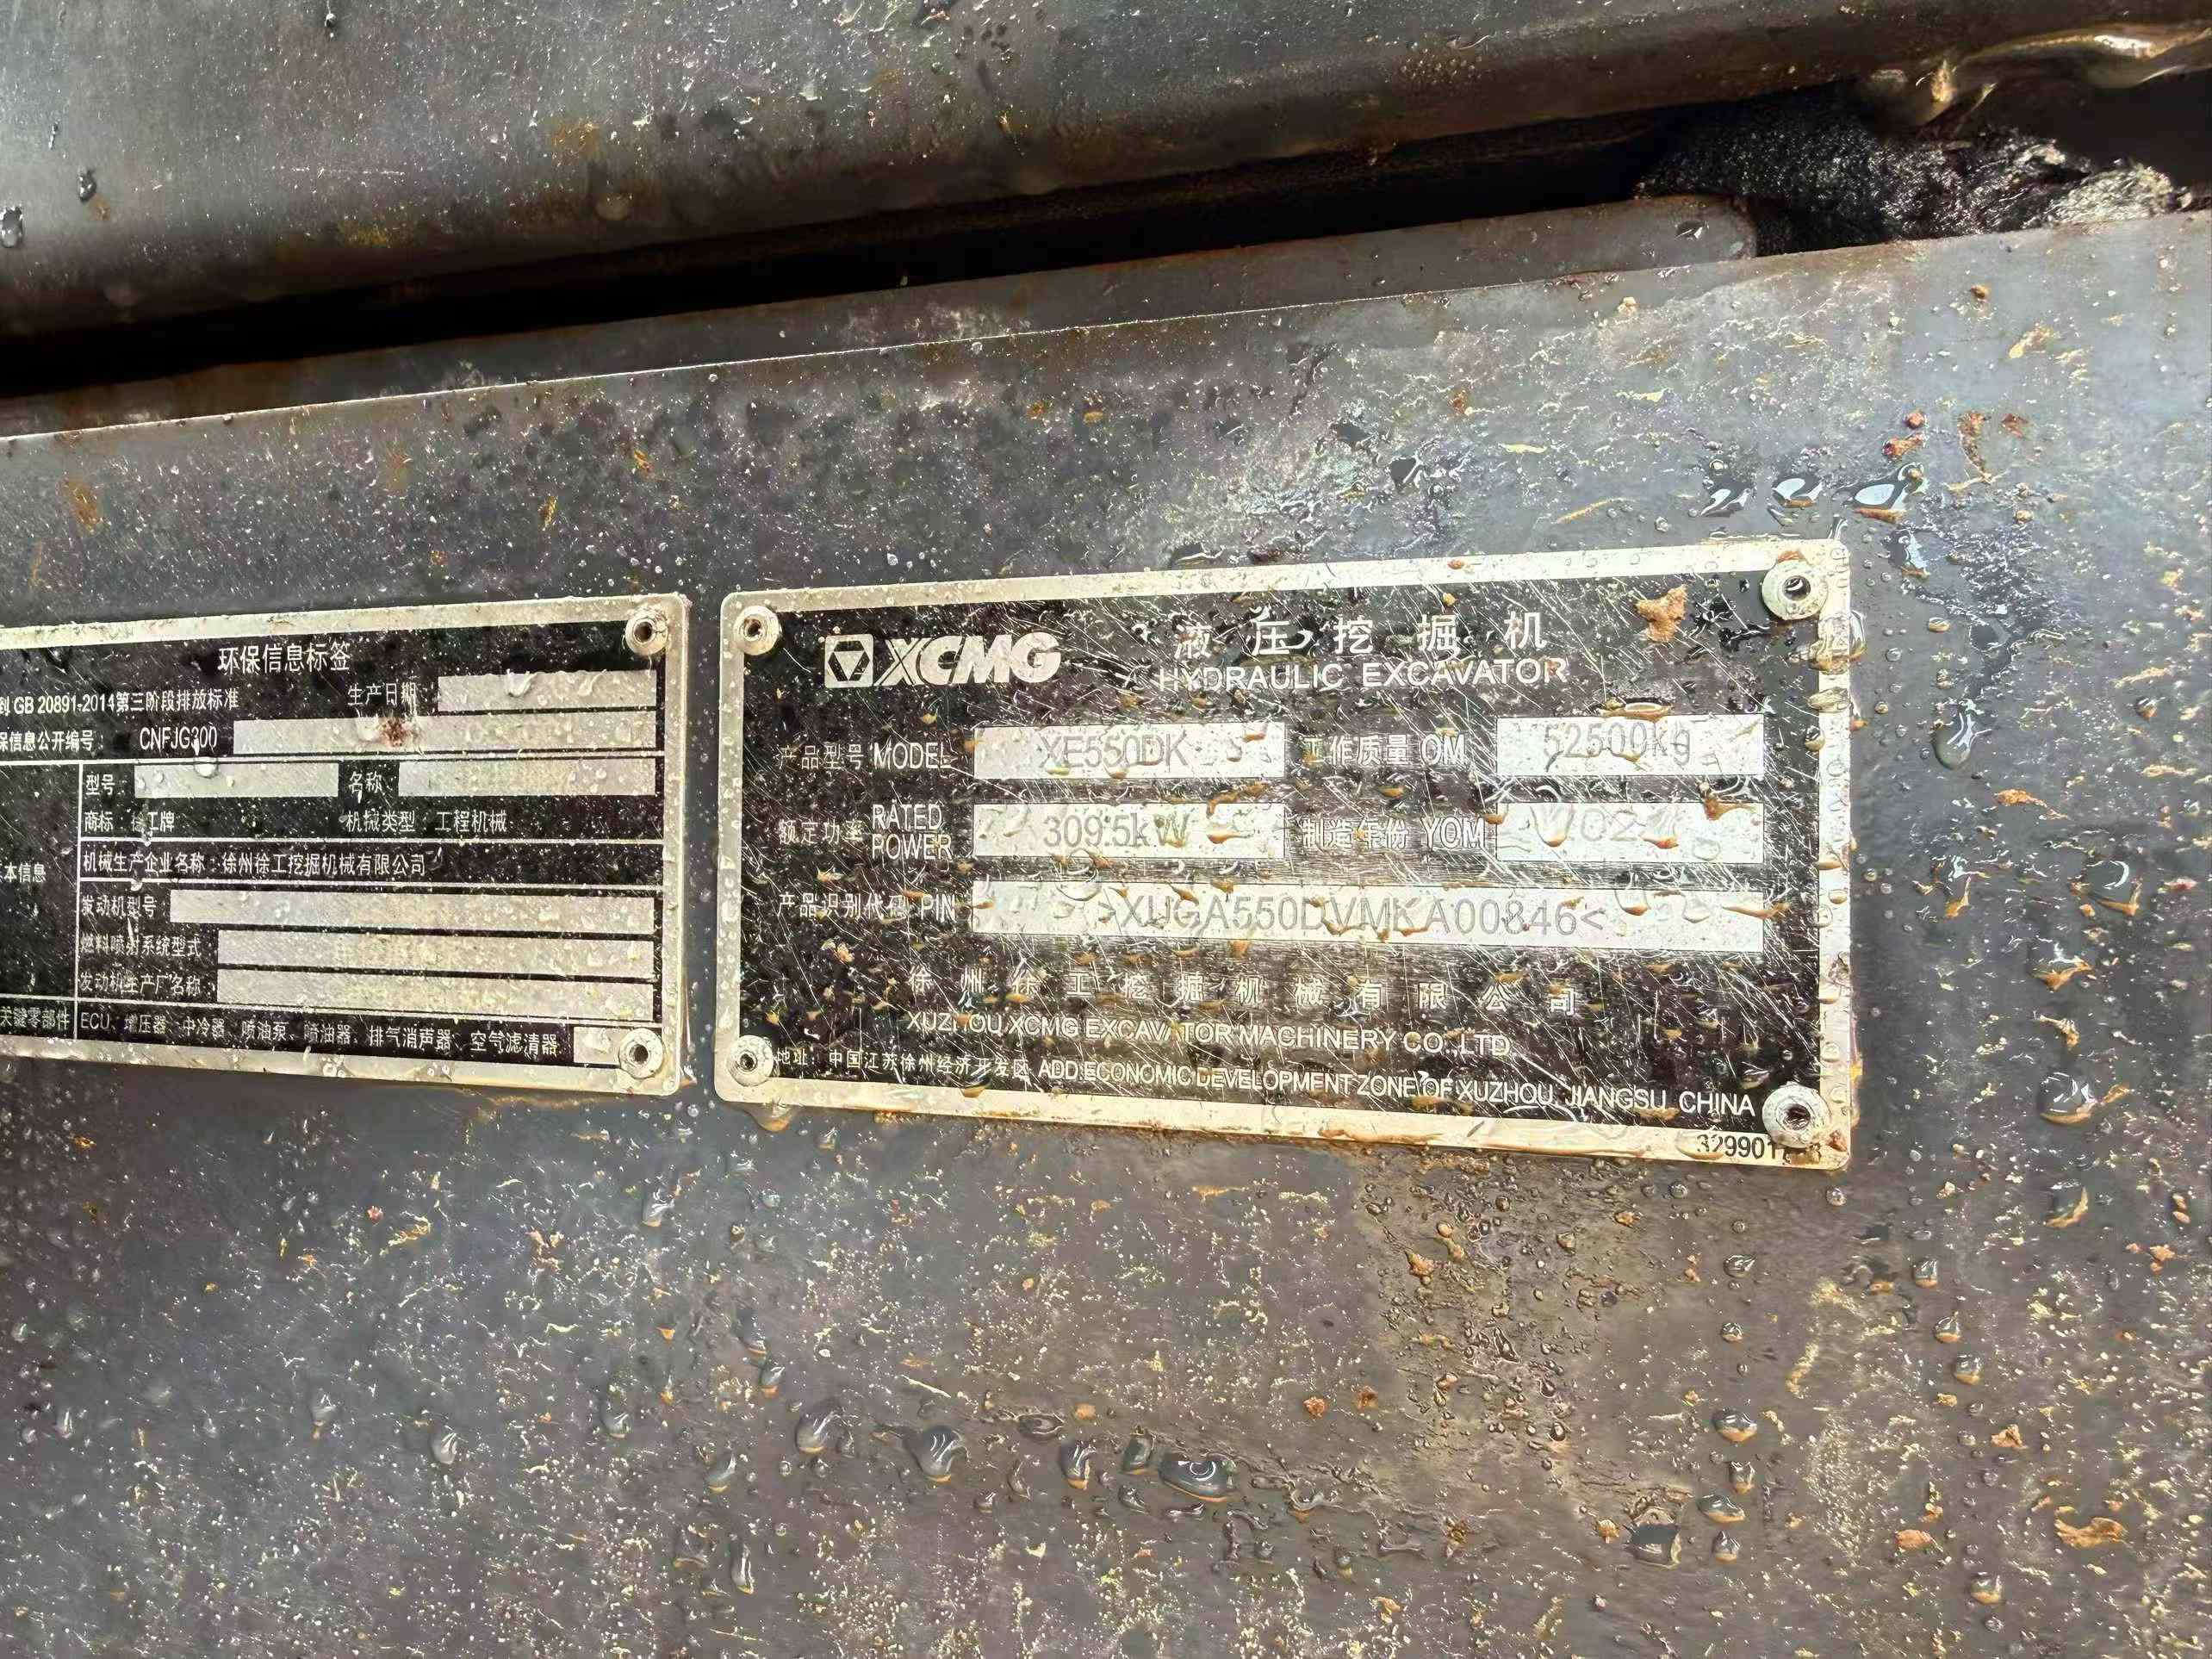 环保信息标签
到 GB 20891-2014第三阶段排放标准 生产日期
保信息公开编号: CNFJG300
型号: 名称:
商标: 徐工牌 机械类型 工程机械
机械生产企业名称:徐州徐工挖掘机械有限公司
本信息
发动机型号
燃料喷射系统型式
发动机生产厂名称:
关键零部件 ECU、增压器、中冷器、喷油泵、喷油器、排气消声器、空气滤清器
XCMG 液压挖掘机
HYDRAULIC EXCAVATOR
产品型号 MODEL XE550DK 工作质量 OM 52500kg
额定功率 RATED POWER 309.5kW 制造年份 YOM
产品识别代码 PIN >XUGA550DVMKA00846<
徐州徐工挖掘机械有限公司
XUZHOU XCMG EXCAVATOR MACHINERY CO.,LTD.
地址: 中国江苏徐州经济开发区 ADD:ECONOMIC DEVELOPMENT ZONE OF XUZHOU, JIANGSU, CHINA